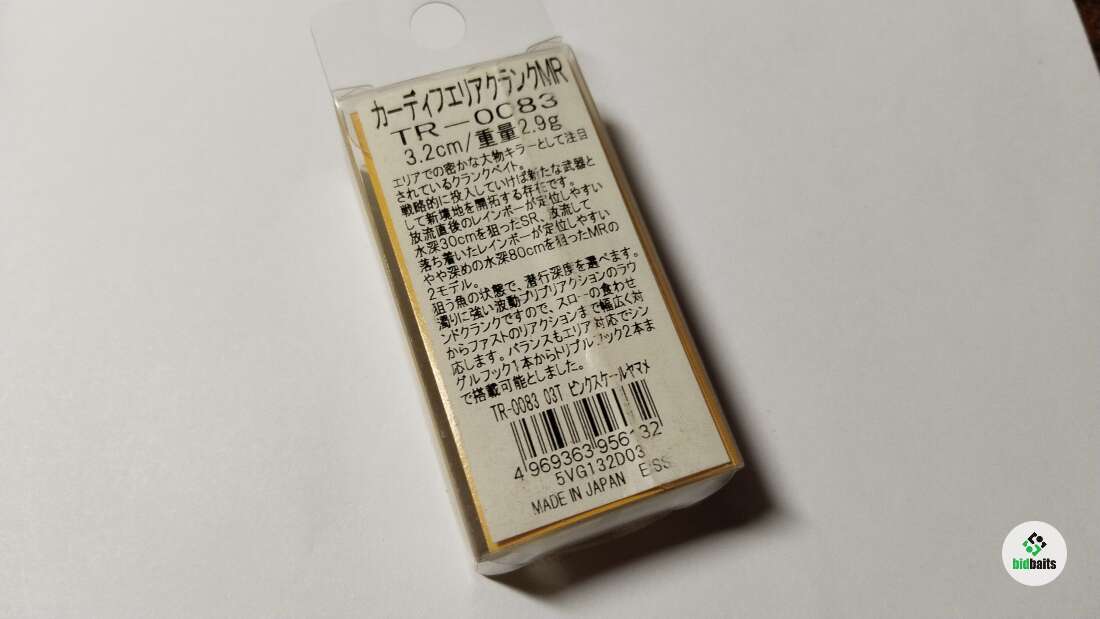 カーディフエリアクランクMR
TR-0083
3.2cm/重量2.9g
エリアでの密かな大物キラーとして注目
されているクランクベイト。
戦略的に投入していけば新たな武器と
して新境地を開拓する存在です。
放流直後のレインボーが定位しやすい
水深30cmを狙ったSR、放流して
落ち着いたレインボーが定位しやすい
やや深めの水深80cmを狙ったMRの
2モデル。
狙う魚の状態で、潜行深度を選べます。
濁りに強い波動ブリブリアクションのラウ
ンドクランクですので、スローの食わせ
からファストのリアクションまで幅広く対
応します。バランスもエリア対応でシン
グルフック1本からトリプルフック2本ま
で搭載可能としました。
TR-0083 03T ピンクスケールヤマメ
4 969363 956132
5VG132D03
MADE IN JAPAN
bidbaits